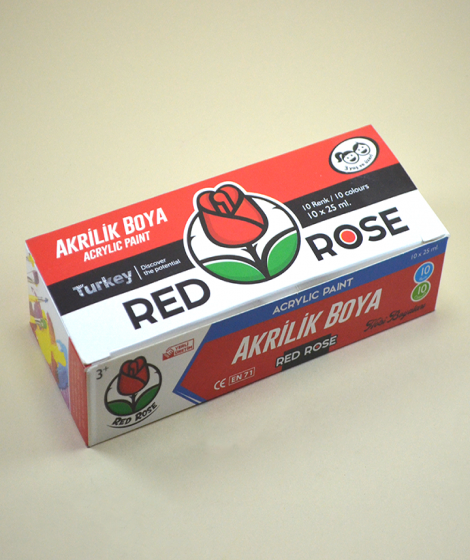 AKRİLİK BOYA
ACRYLIC PAINT
10 Renk / 10 colours
10 x 25 ml.
Turkey
Discover
the potential
RED ROSE
3+
RED ROSE
ACRYLIC PAINT
AKRİLİK BOYA
RED ROSE
CE EN 71
10 x 25 ml.
10
10